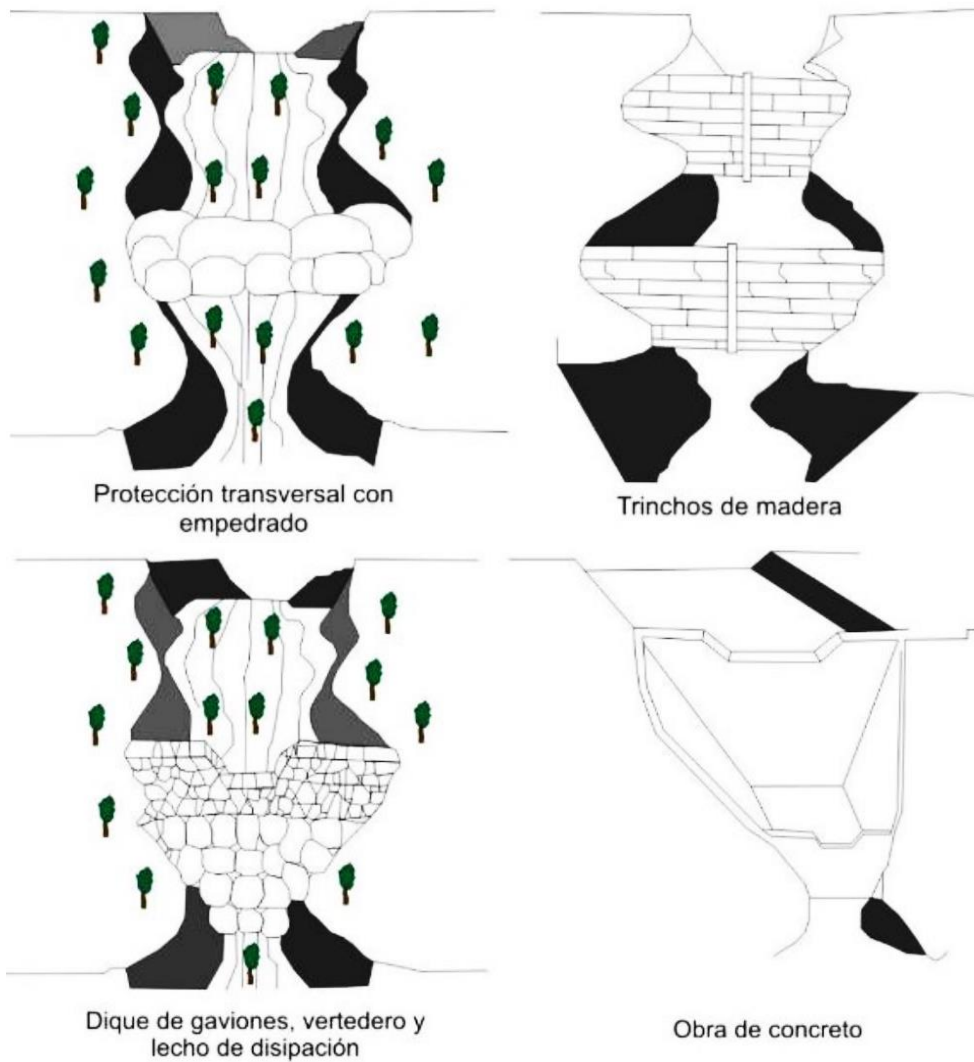 Protección transversal con
empedrado
Trinchos de madera
Dique de gaviones, vertedero y
lecho de disipación
Obra de concreto